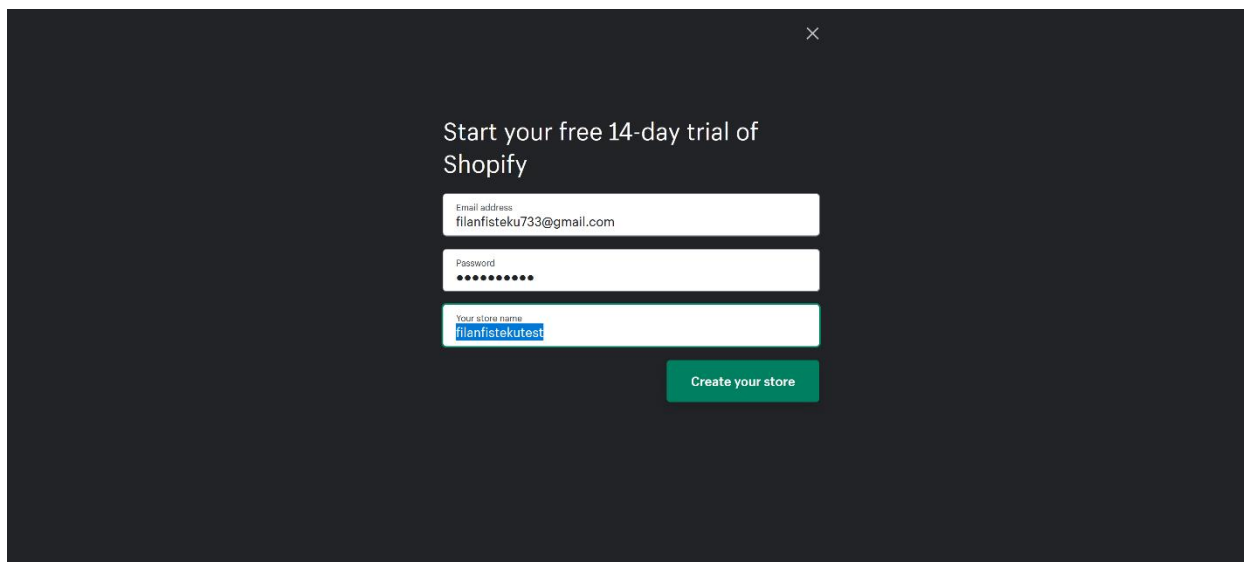 Start your free 14-day trial of
Shopify
Email address
filanfisteku733@gmail.com
Password
Your store name
filanfistekutest
Create your store